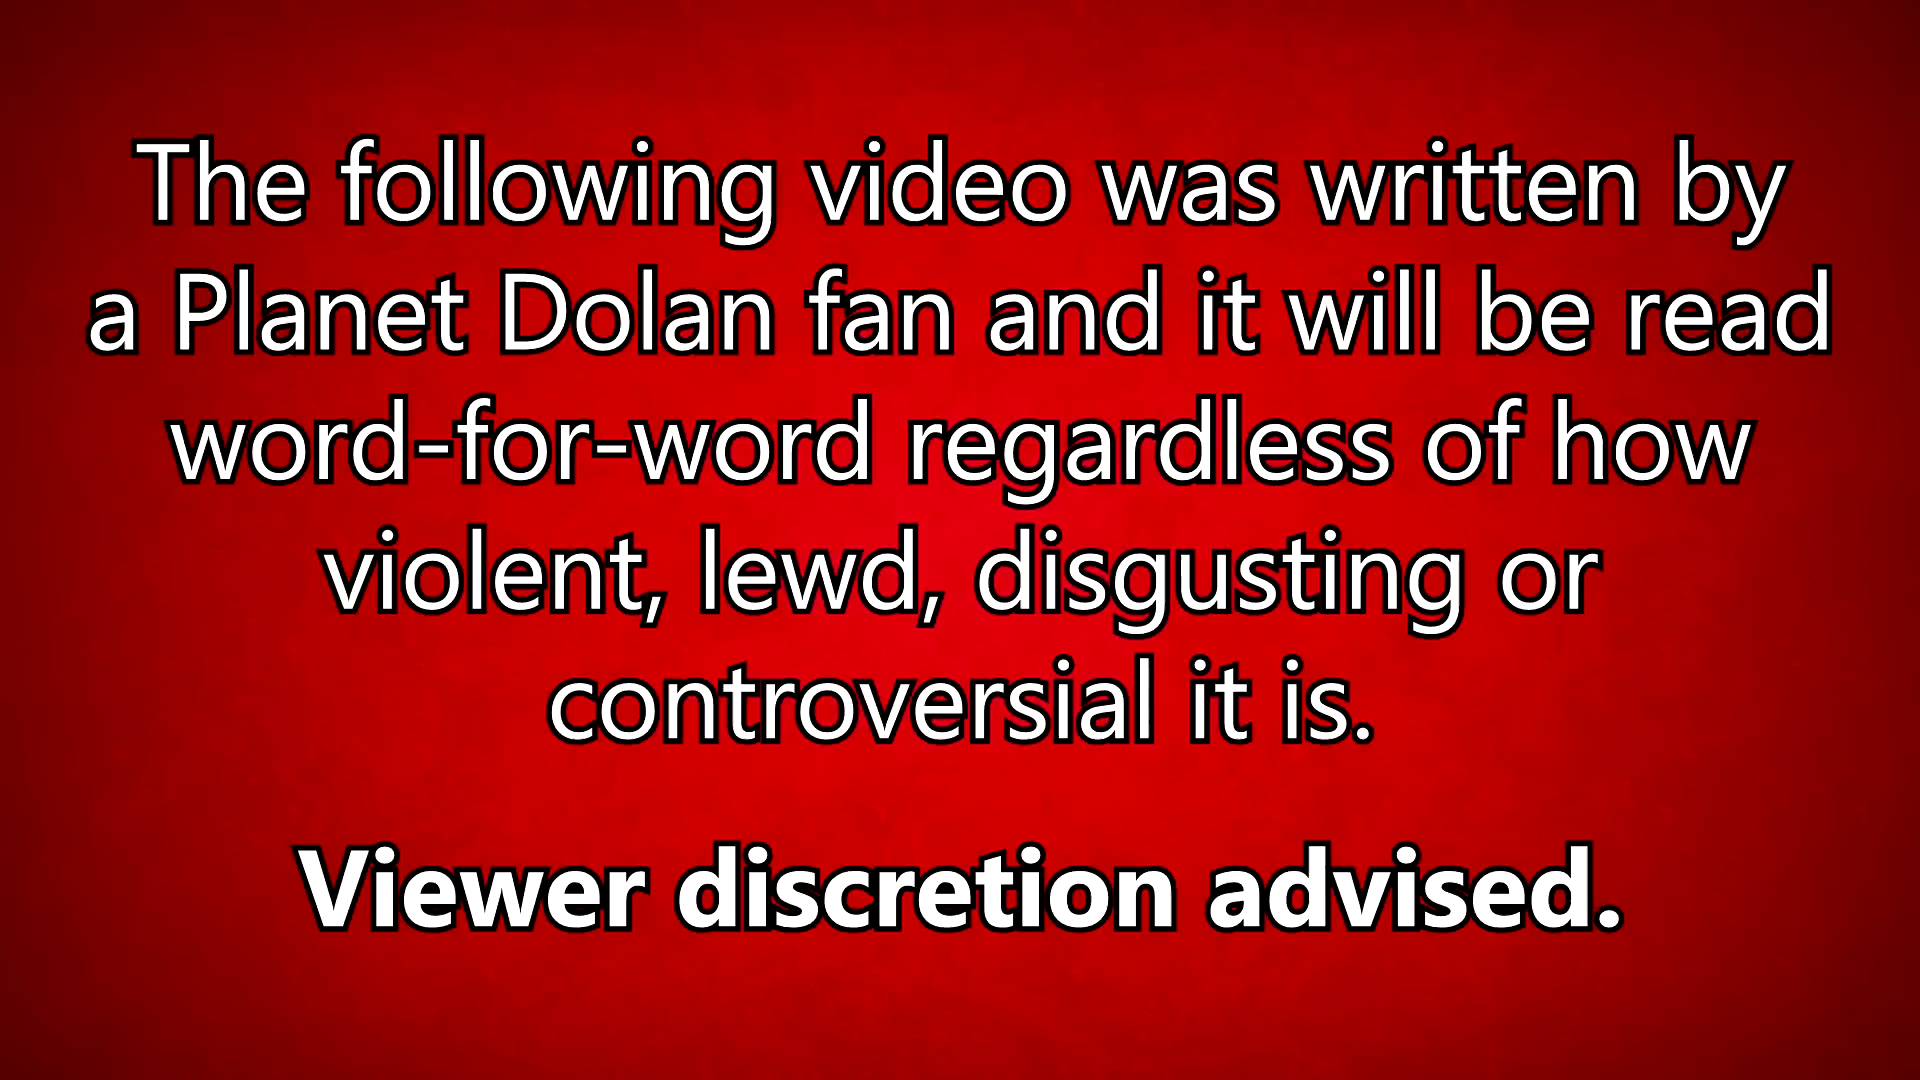 The following video was written by
a Planet Dolan fan and it will be read
word-for-word regardless of how
violent, lewd, disgusting or
controversial it is.
Viewer discretion advised.